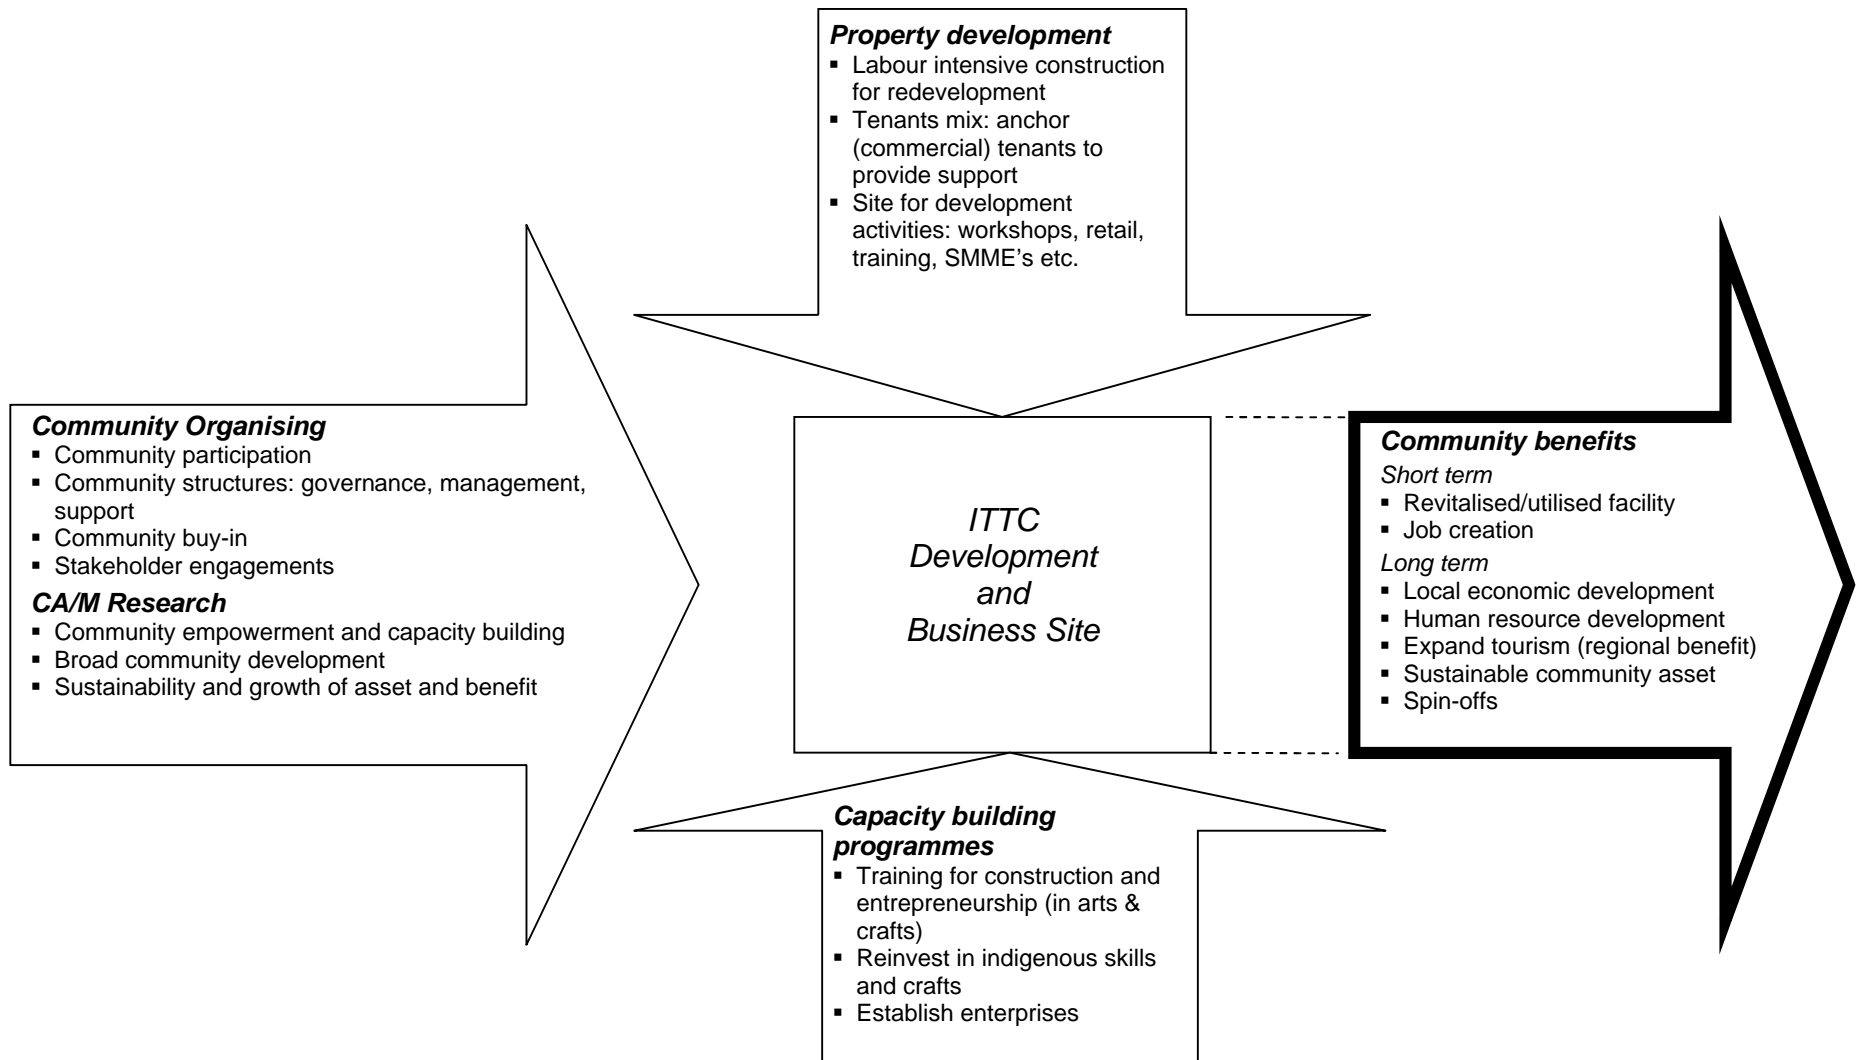 Property development
▪ Labour intensive construction
for redevelopment
▪ Tenants mix: anchor
(commercial) tenants to
provide support
▪ Site for development
activities: workshops, retail,
training, SMME's etc.
Community Organising
▪ Community participation
▪ Community structures: governance, management,
support
▪ Community buy-in
▪ Stakeholder engagements
CA/M Research
▪ Community empowerment and capacity building
▪ Broad community development
▪ Sustainability and growth of asset and benefit
ITTC
Development
and
Business Site
Community benefits
Short term
▪ Revitalised/utilised facility
▪ Job creation
Long term
▪ Local economic development
▪ Human resource development
▪ Expand tourism (regional benefit)
▪ Sustainable community asset
▪ Spin-offs
Capacity building
programmes
▪ Training for construction and
entrepreneurship (in arts &
crafts)
▪ Reinvest in indigenous skills
and crafts
▪ Establish enterprises